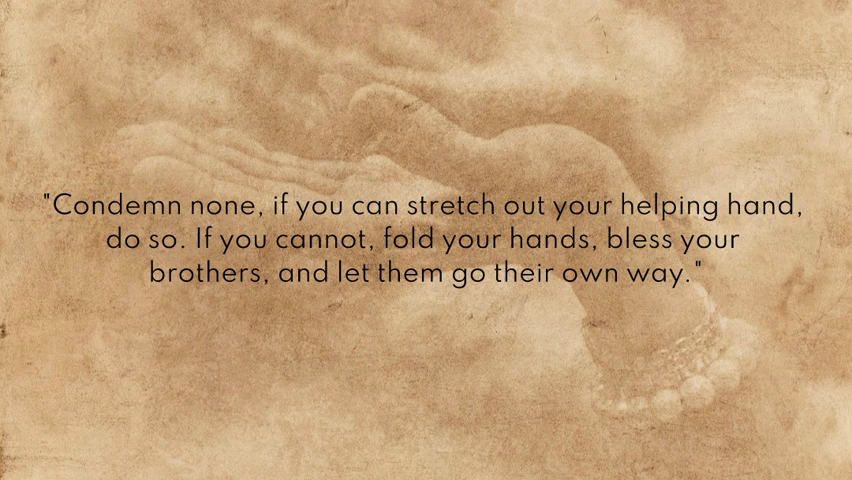 "Condemn none, if you can stretch out your helping hand,
do so. If you cannot, fold your hands, bless your
brothers, and let them go their own way."